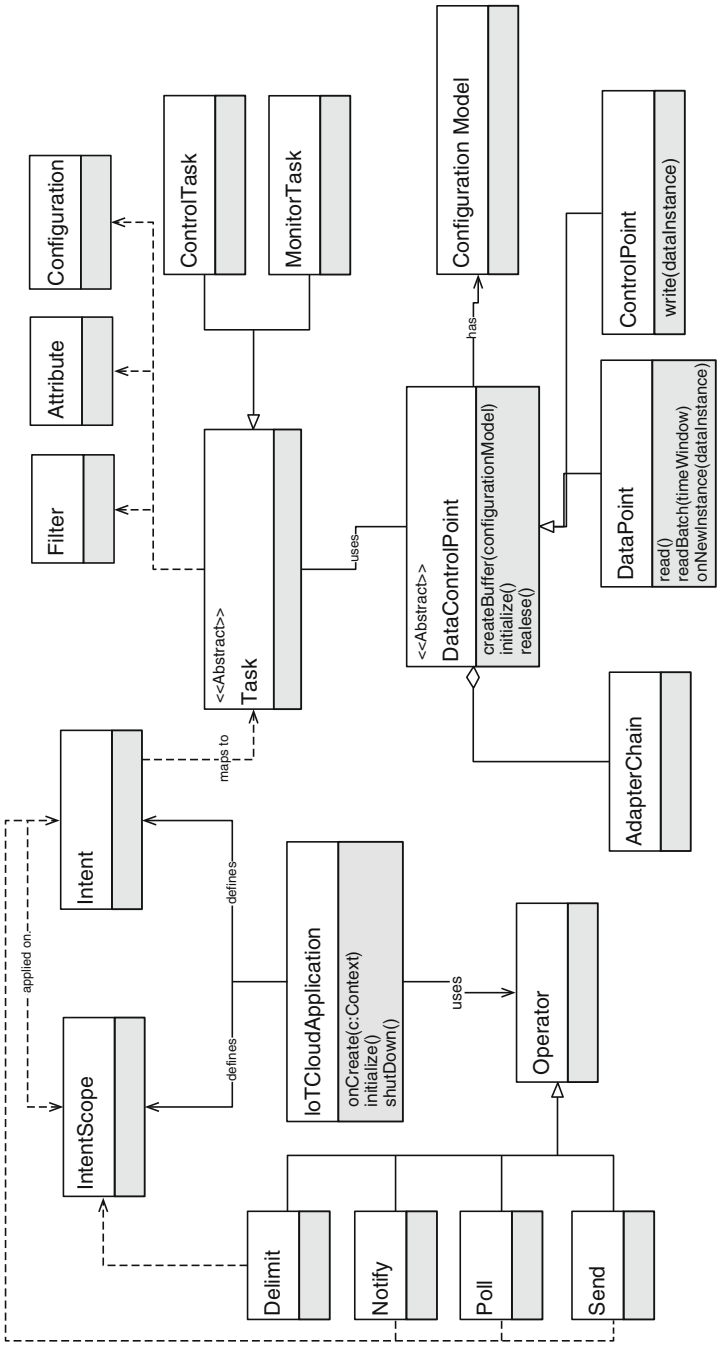 IntentScope
Intent
applied on.
defines
defines
maps to
IoTCloudApplication
onCreate(c:Context)
initialize()
shutDown()
uses
Operator
Delimit
Notify
Poll
Send
Filter
Attribute
Configuration
<<Abstract>>
Task
ControlTask
MonitorTask
uses
<<Abstract>>
DataControlPoint
createBuffer(configurationModel)
initialize()
realese()
has
Configuration Model
AdapterChain
DataPoint
read()
readBatch(timeWindow)
onNewInstance(dataInstance)
ControlPoint
write(dataInstance)